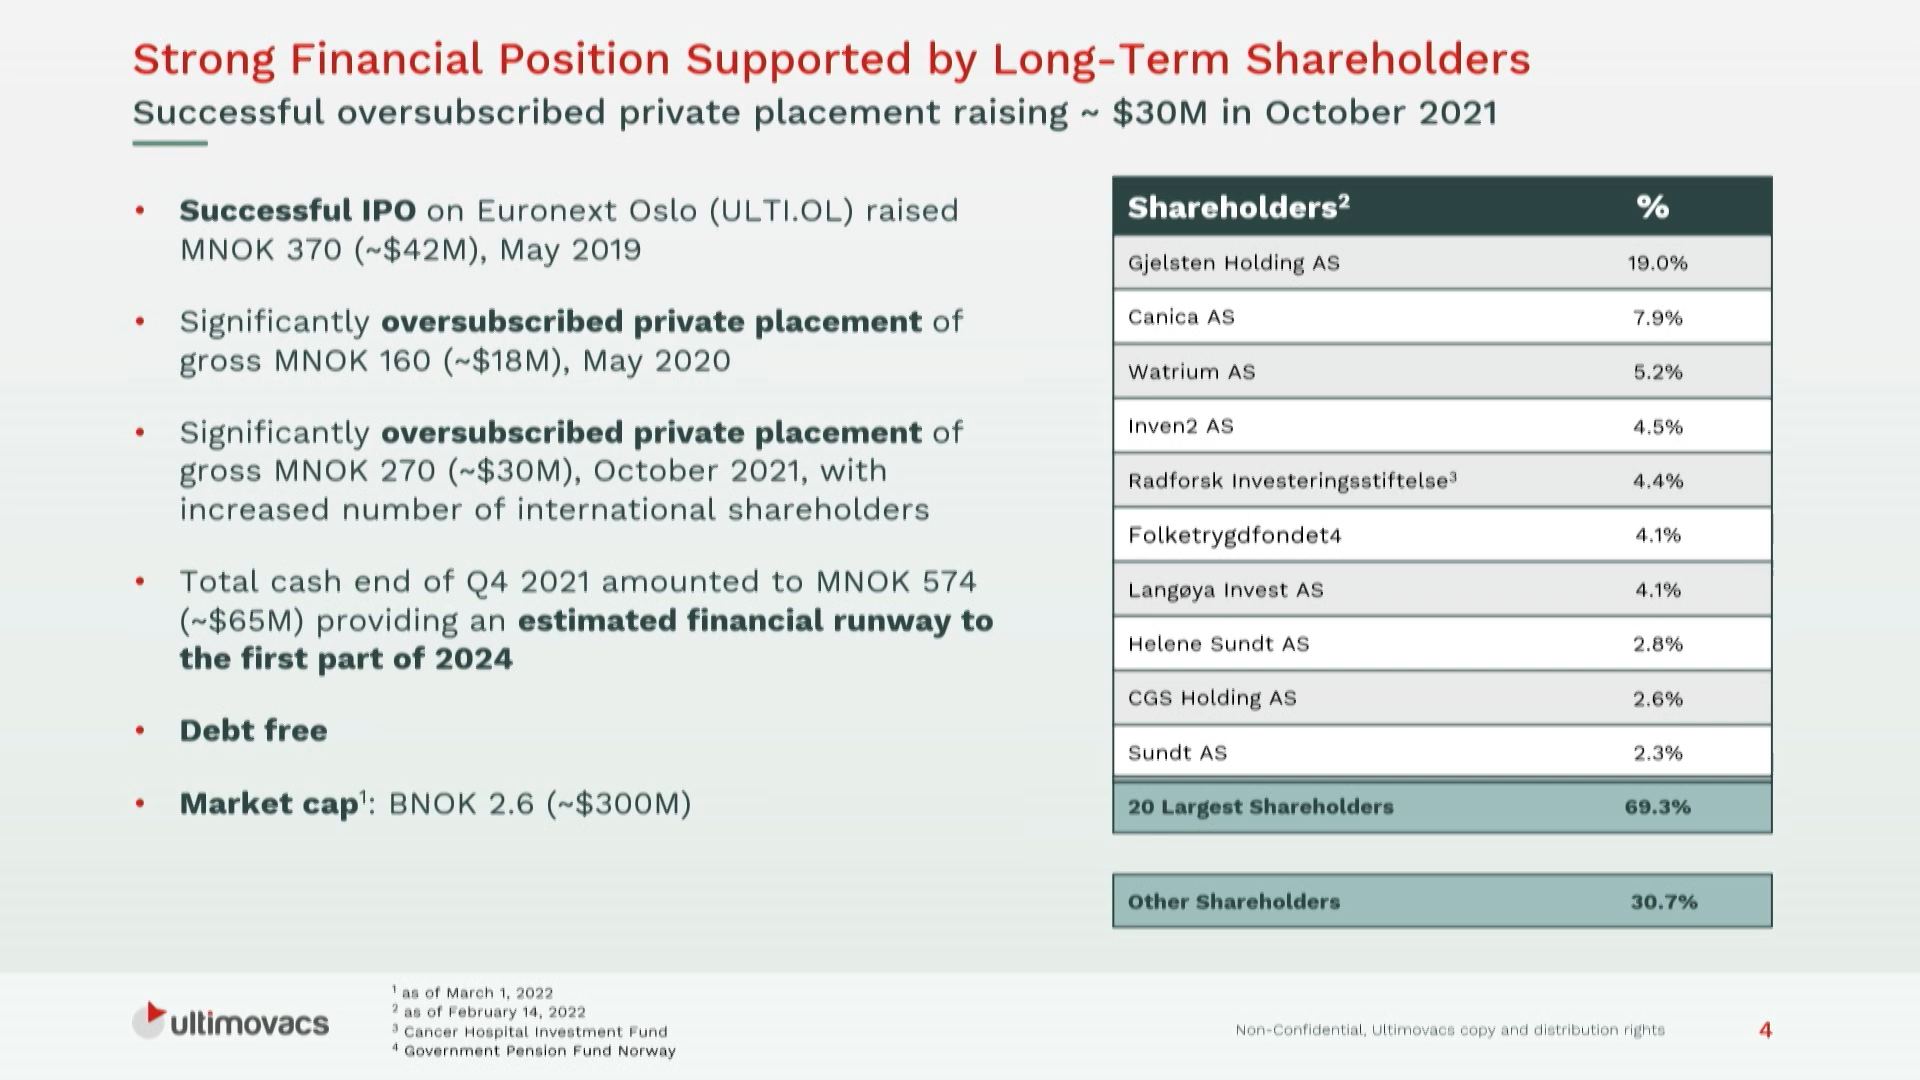 Strong Financial Position Supported by Long-Term Shareholders
Successful oversubscribed private placement raising ~ $30M in October 2021
• Successful IPO on Euronext Oslo (ULTI.OL) raised
MNOK 370 (~$42M), May 2019
• Significantly oversubscribed private placement of
gross MNOK 160 (~$18M), May 2020
• Significantly oversubscribed private placement of
gross MNOK 270 (~$30M), October 2021, with
increased number of international shareholders
• Total cash end of Q4 2021 amounted to MNOK 574
(~$65M) providing an estimated financial runway to
the first part of 2024
• Debt free
• Market cap¹: BNOK 2.6 (~$300M)
Shareholders² %
Gjelsten Holding AS 19.0%
Canica AS 7.9%
Watrium AS 5.2%
Inven2 AS 4.5%
Radforsk Investeringsstiftelse³ 4.4%
Folketrygdfondet4 4.1%
Langøya Invest AS 4.1%
Helene Sundt AS 2.8%
CGS Holding AS 2.6%
Sundt AS 2.3%
20 Largest Shareholders 69.3%
Other Shareholders 30.7%
ultimovacs
¹ as of March 1, 2022
² as of February 14, 2022
³ Cancer Hospital Investment Fund
⁴ Government Pension Fund Norway
Non-Confidential, Ultimovacs copy and distribution rights
4